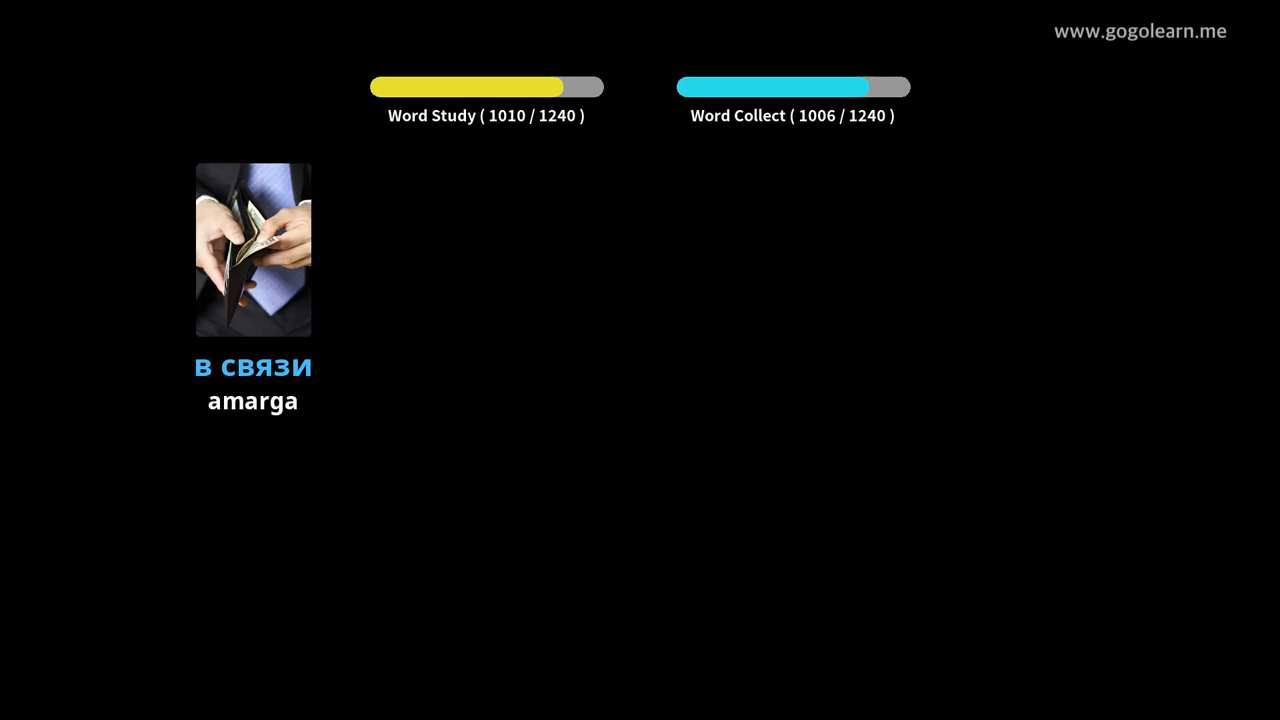 www.gogolearn.me
Word Study ( 1010 / 1240 )
Word Collect ( 1006 / 1240 )
в связи
amarga